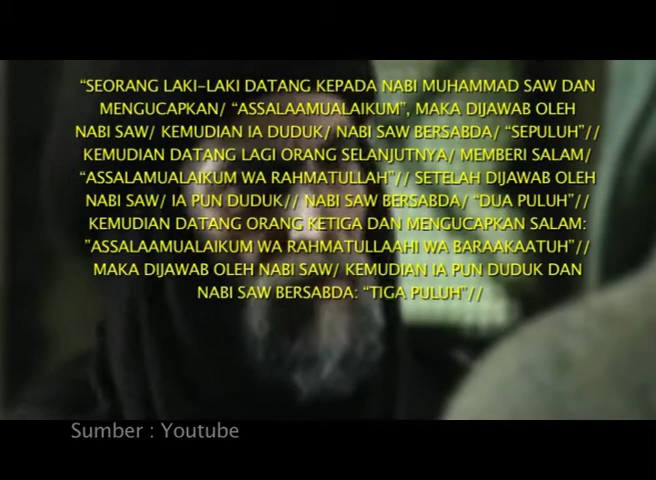 “SEORANG LAKI-LAKI DATANG KEPADA NABI MUHAMMAD SAW DAN
MENGUCAPKAN/ “ASSALAAMUALAIKUM”, MAKA DIJAWAB OLEH
NABI SAW/ KEMUDIAN IA DUDUK/ NABI SAW BERSABDA/ “SEPULUH”//
KEMUDIAN DATANG LAGI ORANG SELANJUTNYA/ MEMBERI SALAM/
“ASSALAMUALAIKUM WA RAHMATULLAH”// SETELAH DIJAWAB OLEH
NABI SAW/ IA PUN DUDUK// NABI SAW BERSABDA/ “DUA PULUH”//
KEMUDIAN DATANG ORANG KETIGA DAN MENGUCAPKAN SALAM:
”ASSALAAMUALAIKUM WA RAHMATULLAAHI WA BARAAKAATUH”//
MAKA DIJAWAB OLEH NABI SAW/ KEMUDIAN IA PUN DUDUK DAN
NABI SAW BERSABDA: “TIGA PULUH”//
Sumber : Youtube